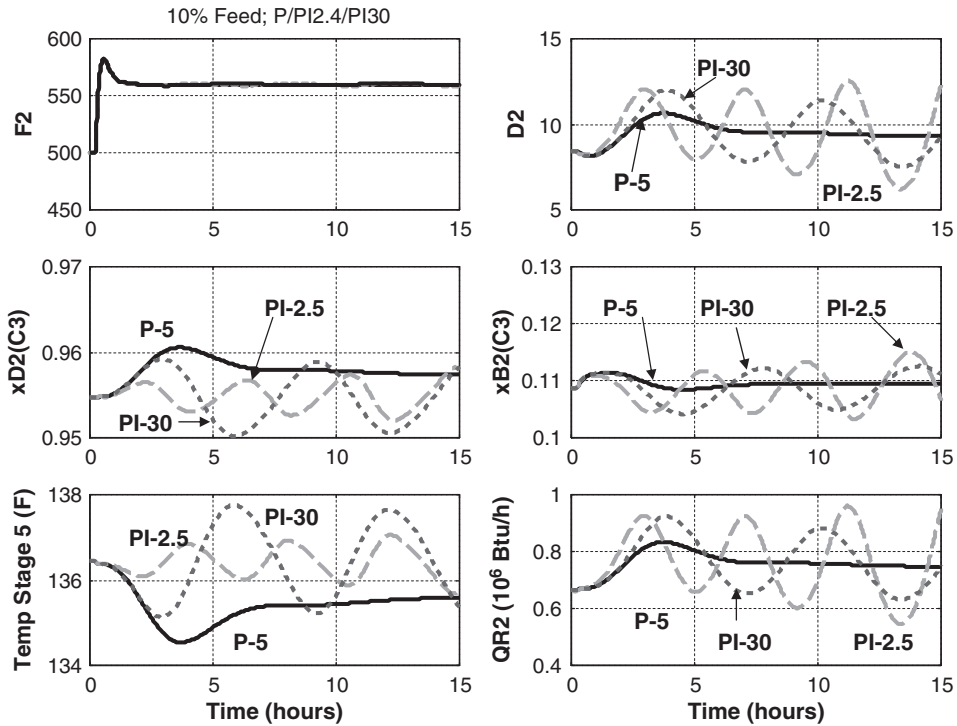 10% Feed; P/PI2.4/PI30
600
550
500
450
F2
0
5
10
15
15
10
5
D2
PI-30
P-5
PI-2.5
0
5
10
15
0.97
0.96
0.95
xD2(C3)
P-5
PI-2.5
PI-30
0
5
10
15
0.13
0.12
0.11
0.1
xB2(C3)
P-5
PI-30
PI-2.5
0
5
10
15
138
136
134
Temp Stage 5 (F)
PI-2.5
PI-30
P-5
0
5
10
15
Time (hours)
1
0.8
0.6
0.4
QR2 (10⁶ Btu/h)
P-5
PI-30
PI-2.5
0
5
10
15
Time (hours)